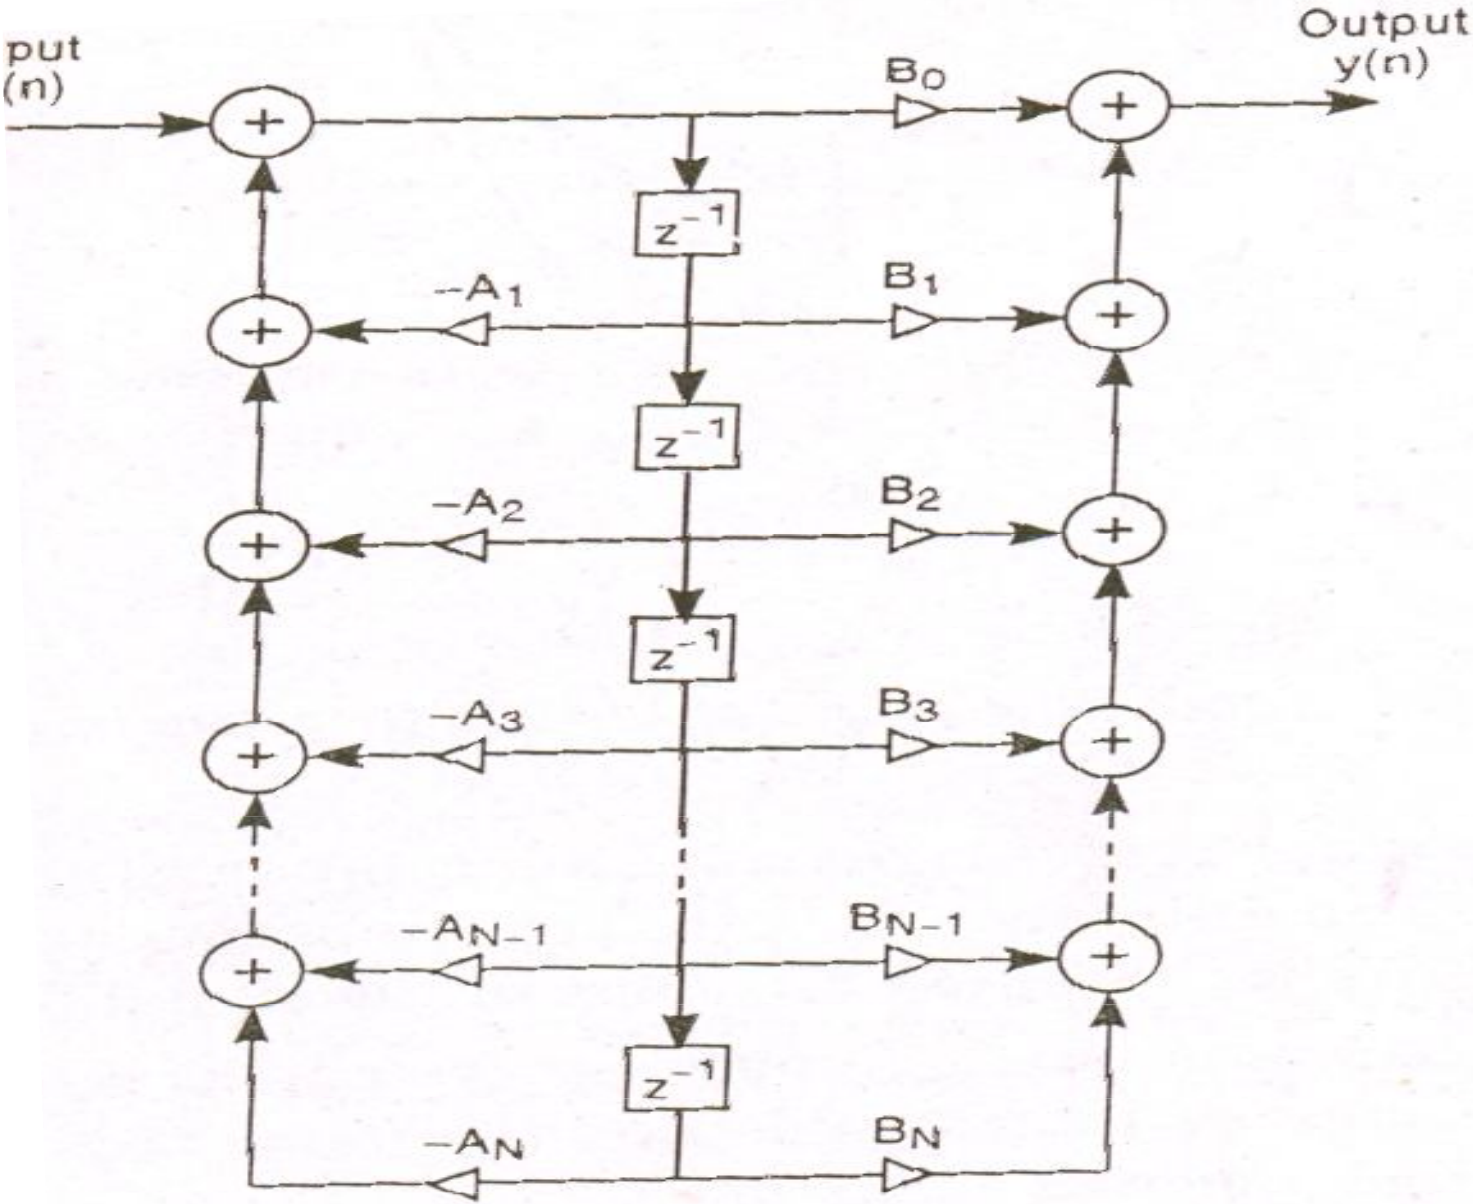 put
(n)
Output
y(n)
B0
+
+
z−1
−A1
B1
+
+
z−1
−A2
B2
+
+
z−1
−A3
B3
+
+
−AN−1
BN−1
+
+
z−1
−AN
BN